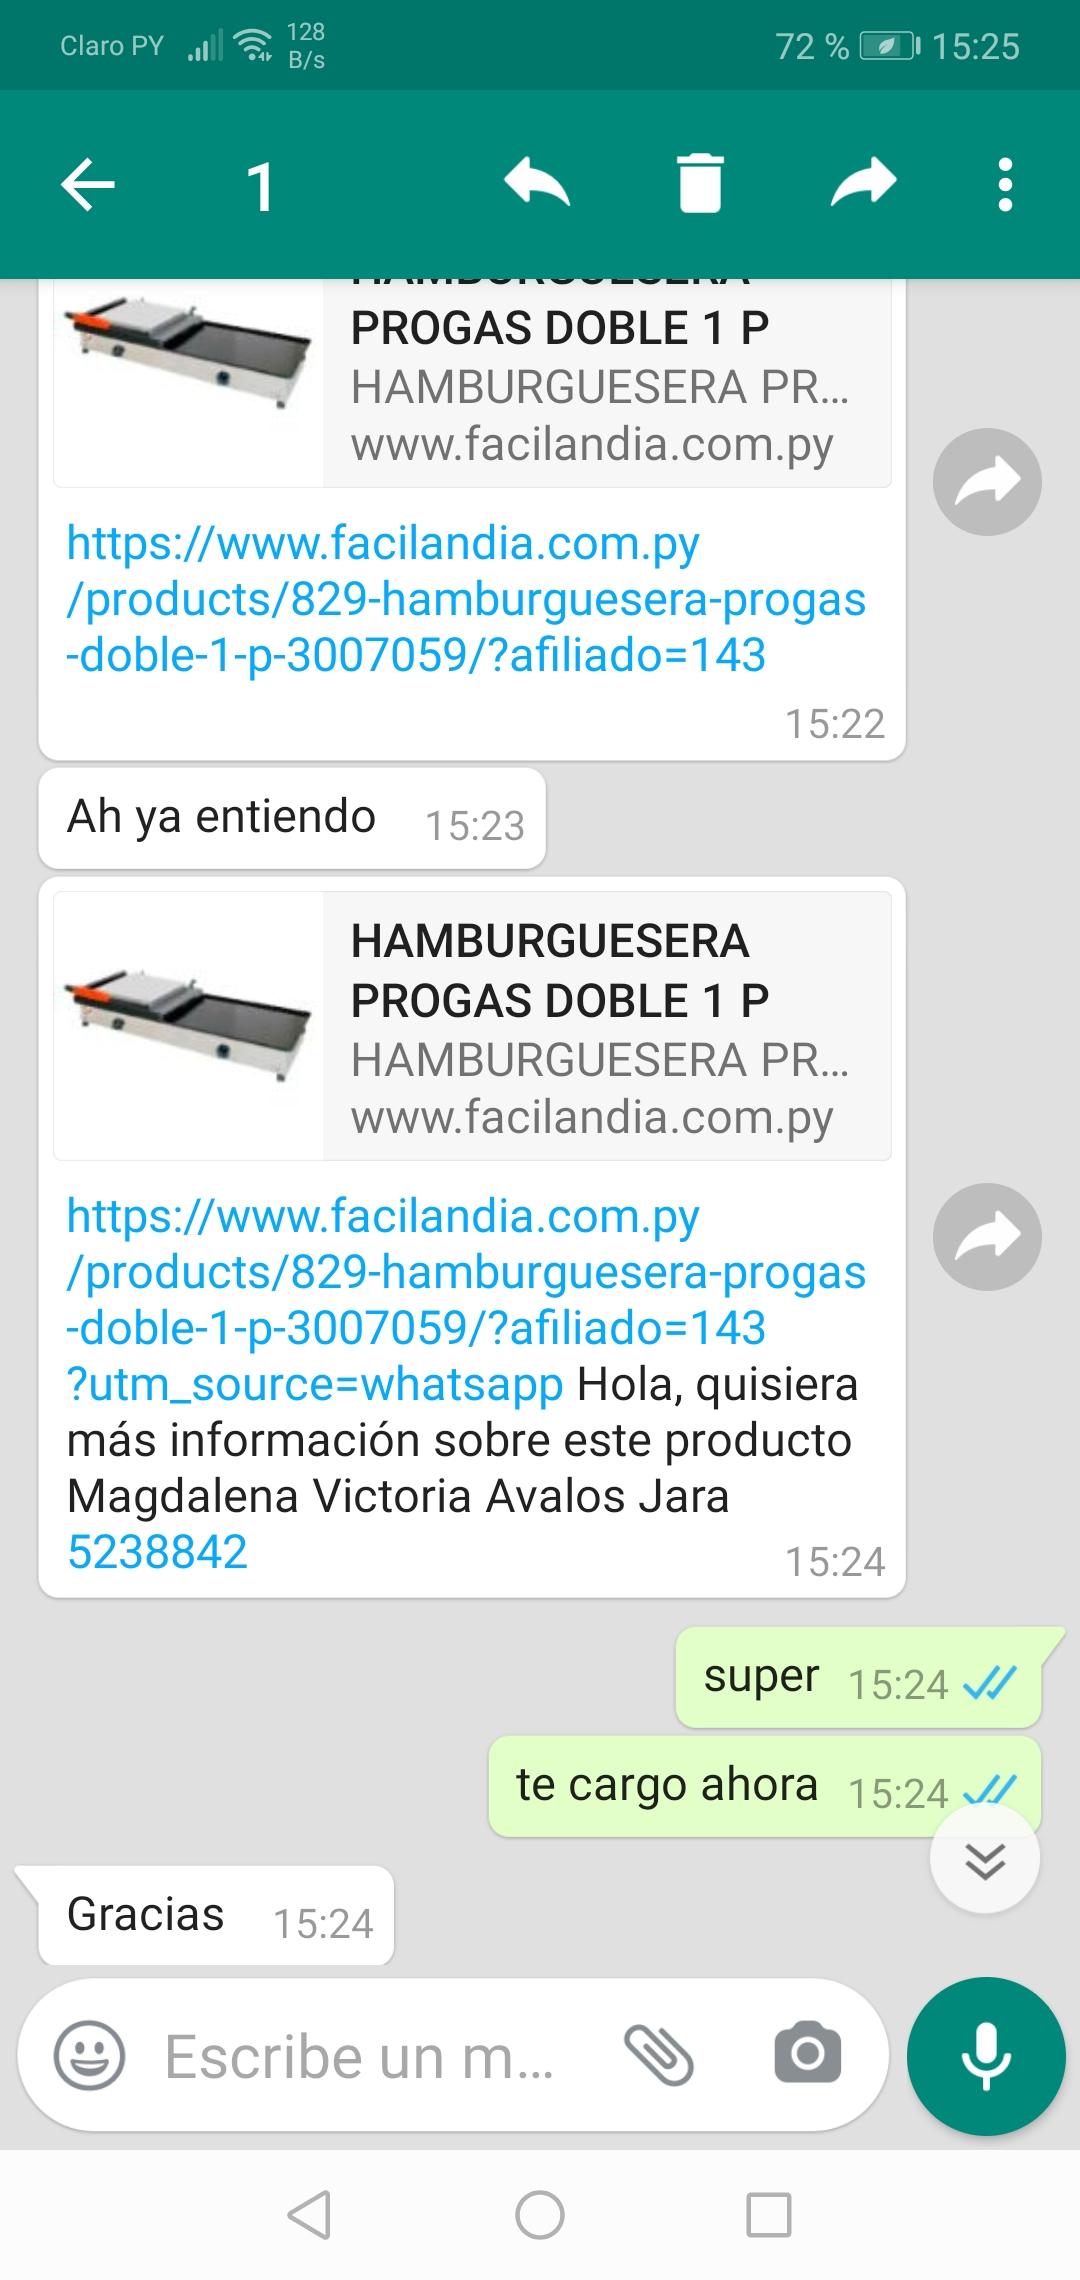 Claro PY 128 B/s 72 % 15:25
1
HAMBURGUESERA
PROGAS DOBLE 1 P
HAMBURGUESERA PR...
www.facilandia.com.py
https://www.facilandia.com.py
/products/829-hamburguesera-progas
-doble-1-p-3007059/?afiliado=143
15:22
Ah ya entiendo 15:23
HAMBURGUESERA
PROGAS DOBLE 1 P
HAMBURGUESERA PR...
www.facilandia.com.py
https://www.facilandia.com.py
/products/829-hamburguesera-progas
-doble-1-p-3007059/?afiliado=143
?utm_source=whatsapp Hola, quisiera
más información sobre este producto
Magdalena Victoria Avalos Jara
5238842 15:24
super 15:24
te cargo ahora 15:24
Gracias 15:24
Escribe un m...